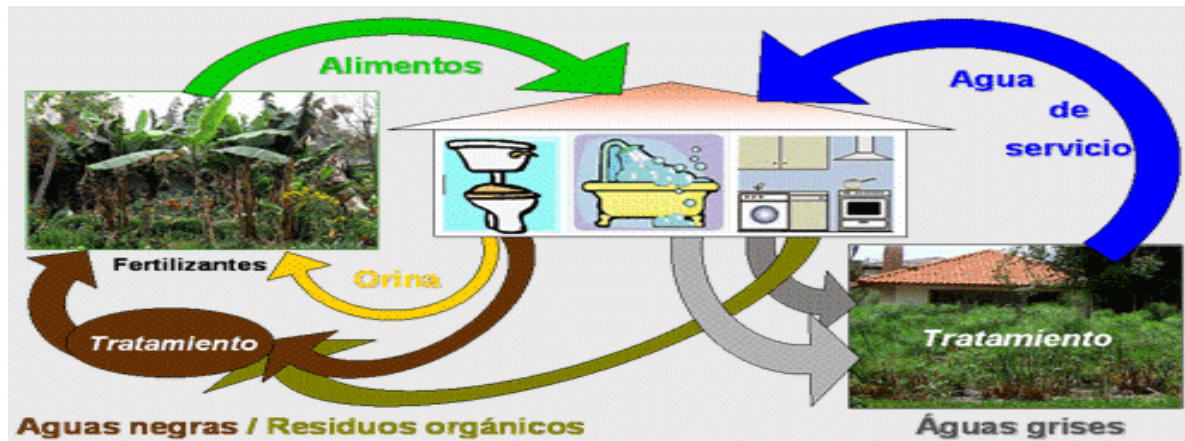 Alimentos
Agua
de
servicio
Fertilizantes
Orina
Tratamiento
Tratamiento
Aguas negras / Residuos orgánicos
Águas grises